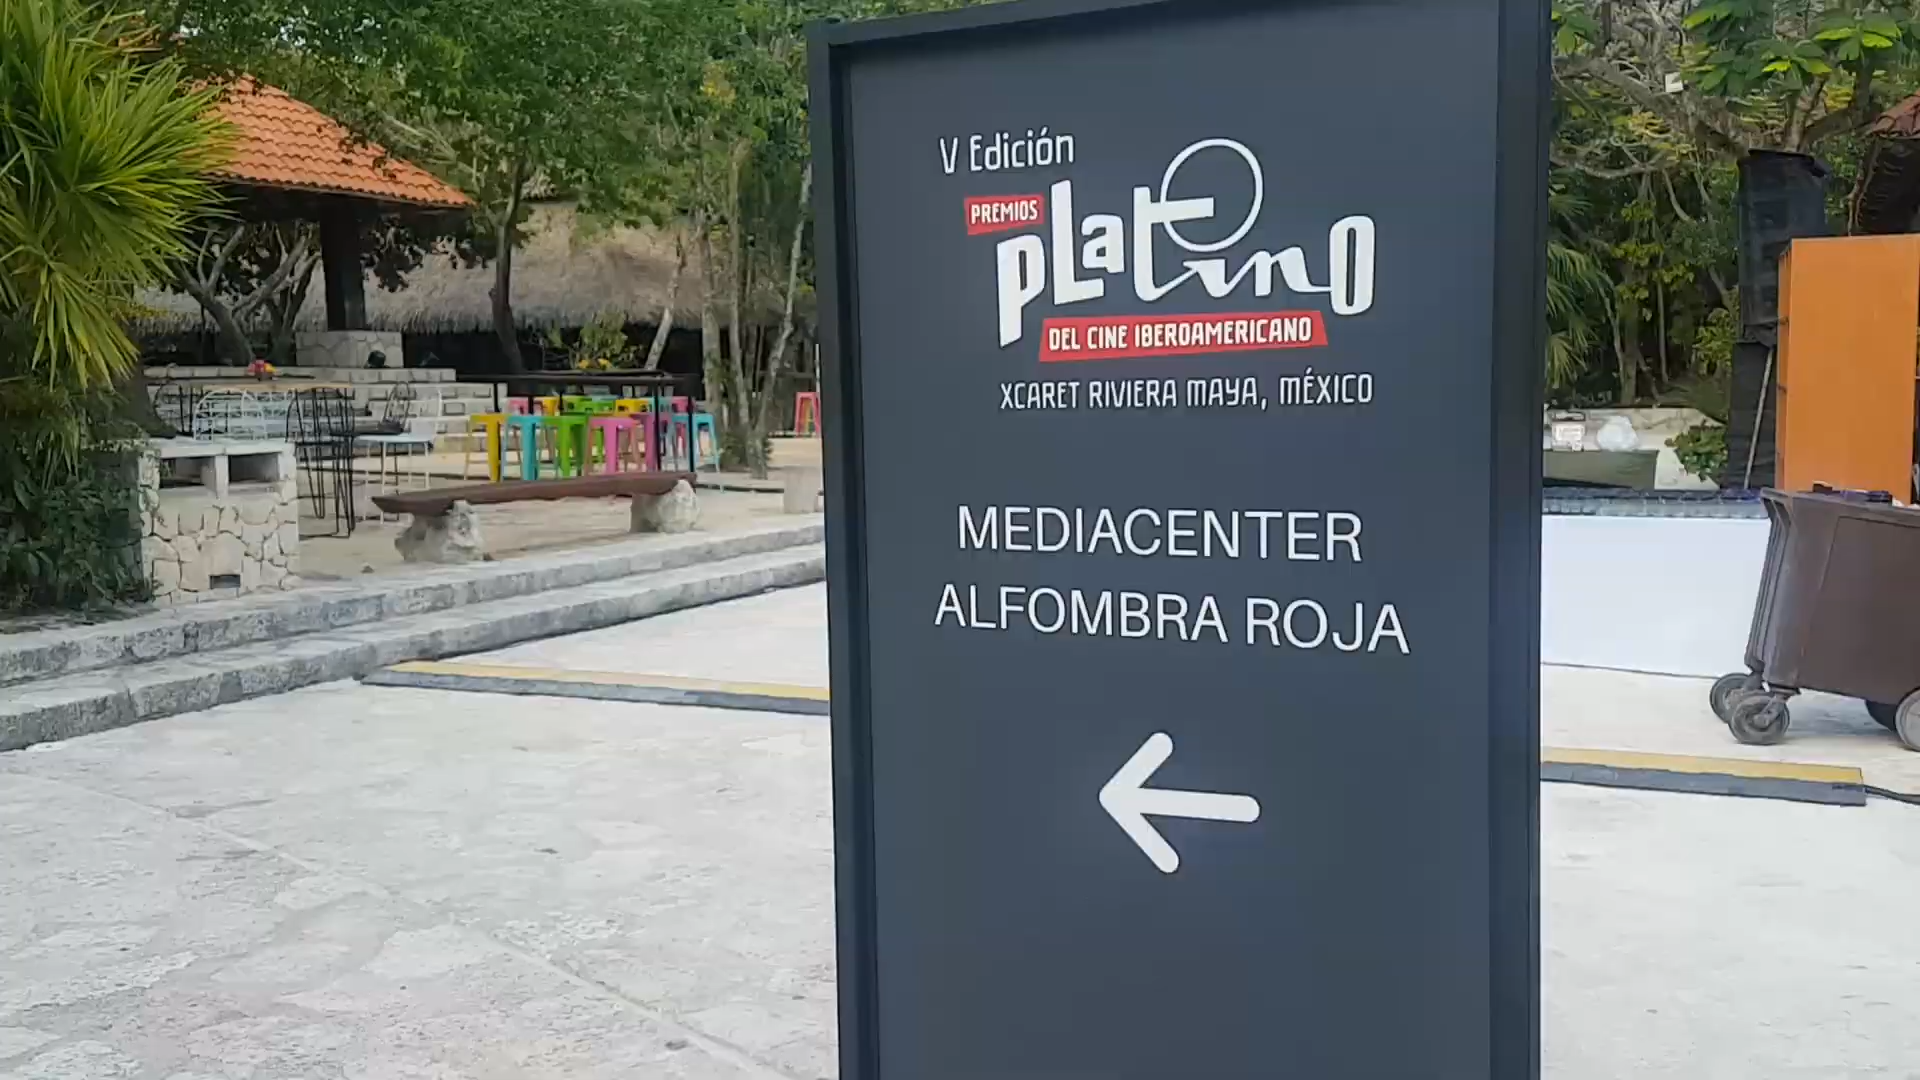 V Edición
PREMIOS
platino
DEL CINE IBEROAMERICANO
XCARET RIVIERA MAYA, MÉXICO
MEDIACENTER
ALFOMBRA ROJA